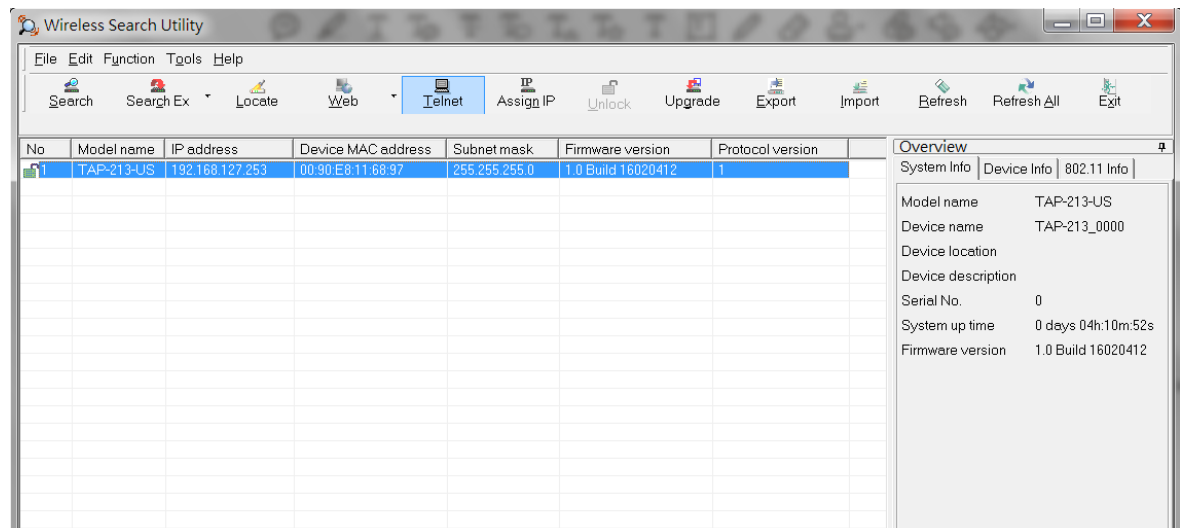 Wireless Search Utility
File Edit Function Tools Help
Search Search Ex Locate Web Telnet Assign IP Unlock Upgrade Export Import Refresh Refresh All Exit
No Model name IP address Device MAC address Subnet mask Firmware version Protocol version
1 TAP-213-US 192.168.127.253 00:90:E8:11:68:97 255.255.255.0 1.0 Build 16020412 1
Overview
System Info Device Info 802.11 Info
Model name TAP-213-US
Device name TAP-213_0000
Device location
Device description
Serial No. 0
System up time 0 days 04h:10m:52s
Firmware version 1.0 Build 16020412